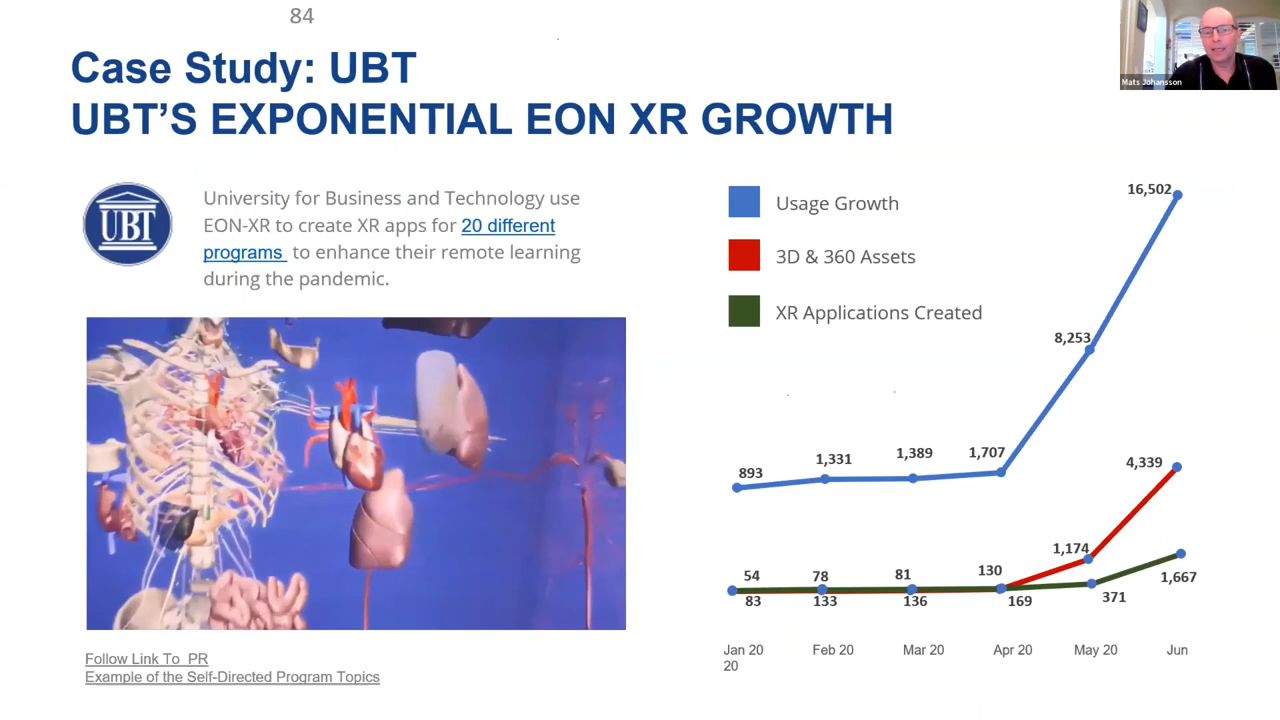 84
Case Study: UBT
UBT'S EXPONENTIAL EON XR GROWTH
Mats Johansson
UBT
University for Business and Technology use
EON-XR to create XR apps for 20 different
programs to enhance their remote learning
during the pandemic.
Usage Growth
3D & 360 Assets
XR Applications Created
16,502
8,253
893
1,331
1,389
1,707
4,339
1,174
54
78
81
130
83
133
136
169
371
1,667
Jan 20
20
Feb 20
Mar 20
Apr 20
May 20
Jun
Follow Link To PR
Example of the Self-Directed Program Topics